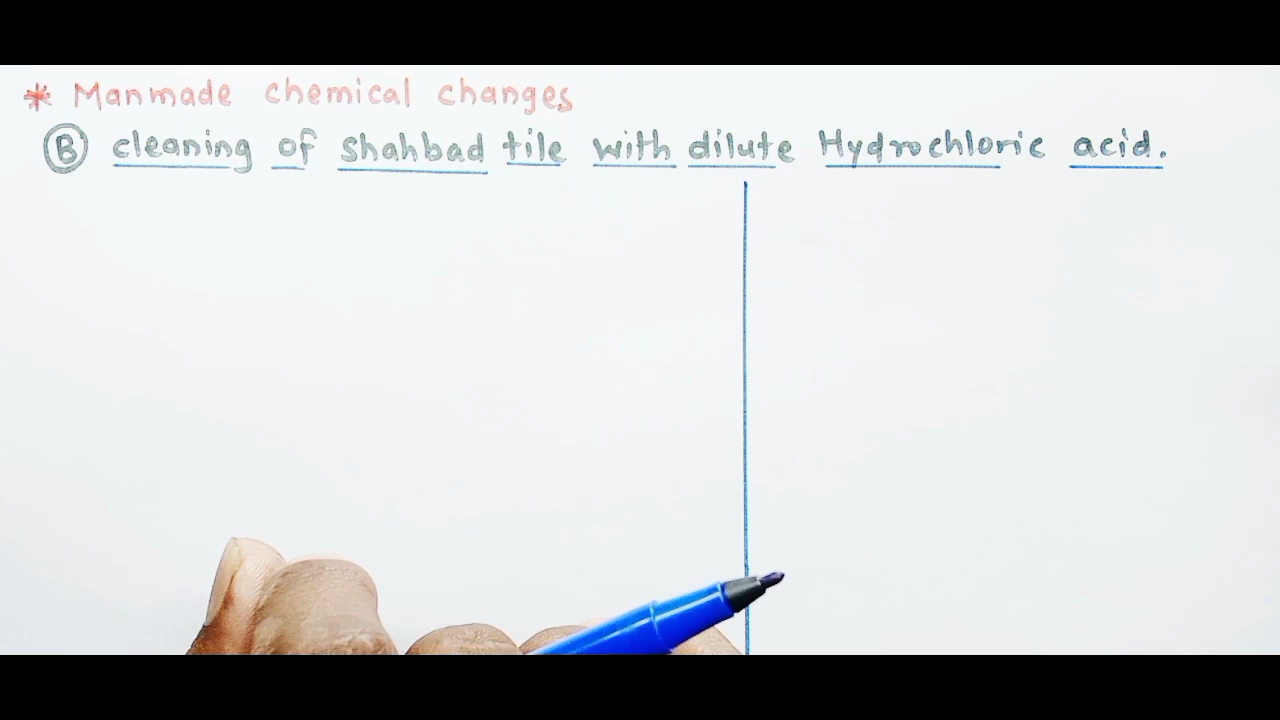 * Manmade chemical changes
Ⓑ cleaning of shahbad tile with dilute Hydrochloric acid.